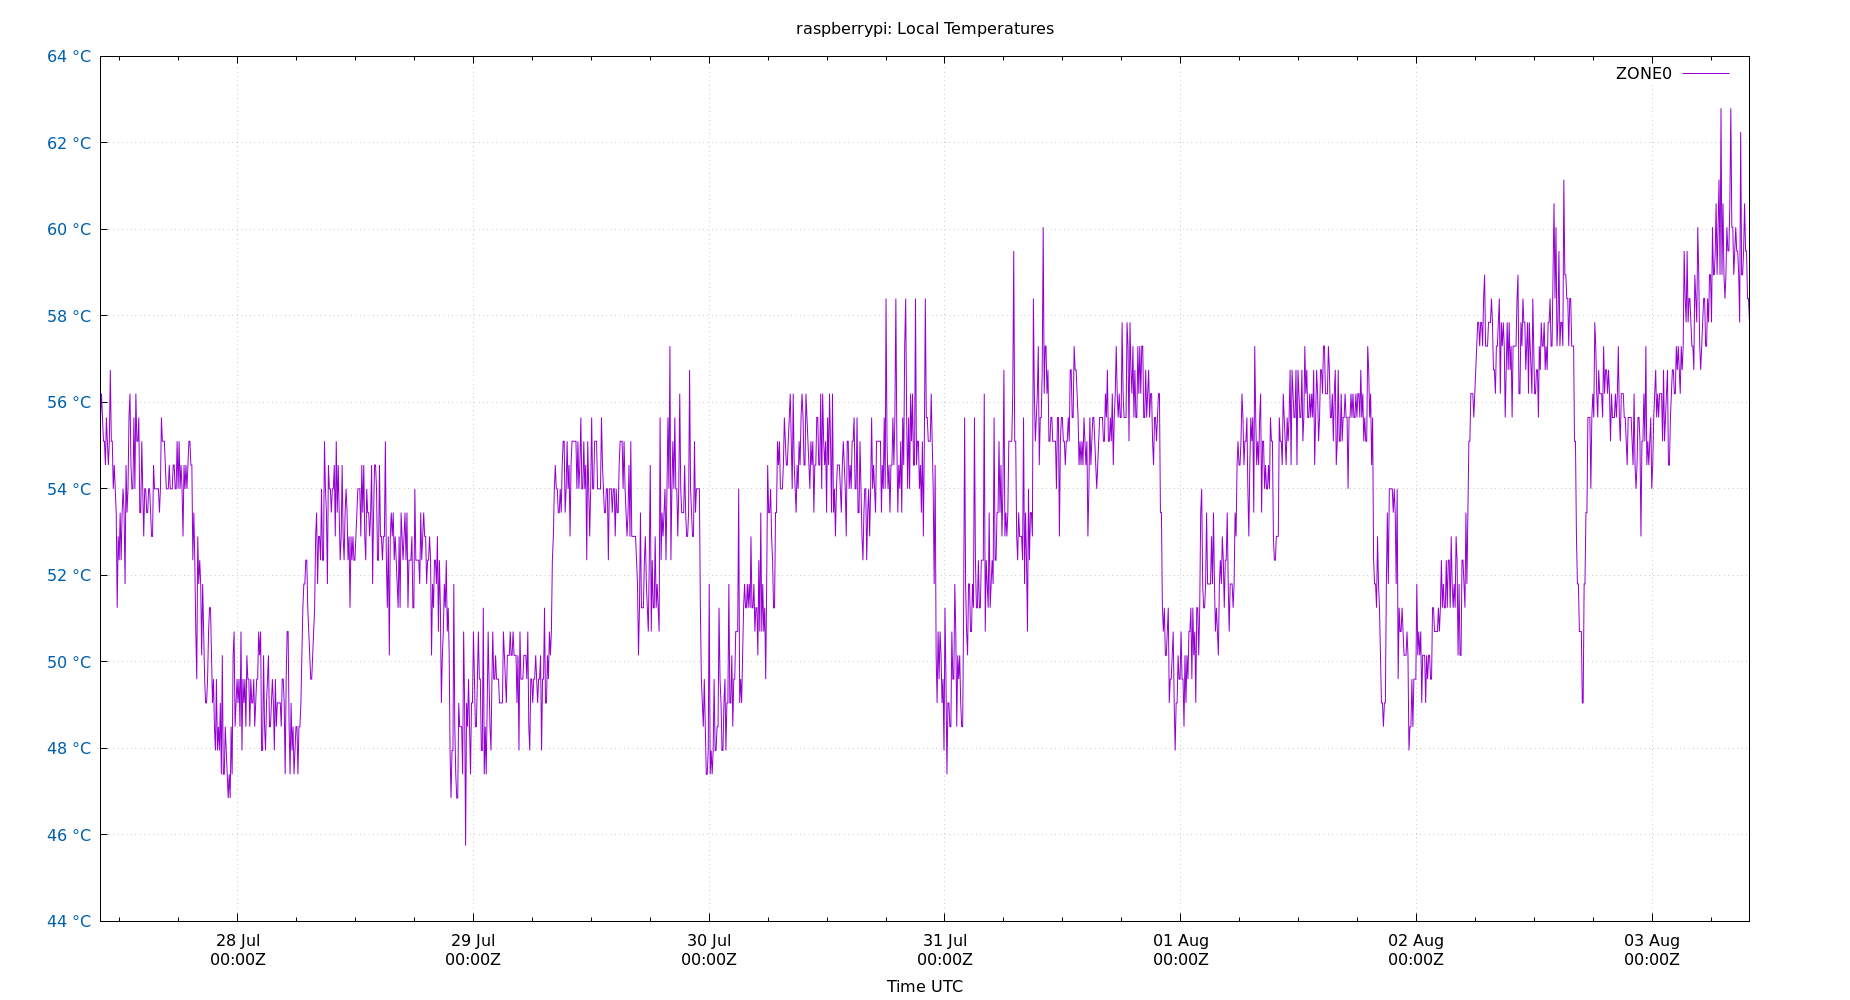 raspberrypi: Local Temperatures
64 °C
ZONE0
62 °C
60 °C
58 °C
56 °C
54 °C
52 °C
50 °C
48 °C
46 °C
44 °C
28 Jul 29 Jul 30 Jul 31 Jul 01 Aug 02 Aug 03 Aug
00:00Z 00:00Z 00:00Z 00:00Z 00:00Z 00:00Z 00:00Z
Time UTC